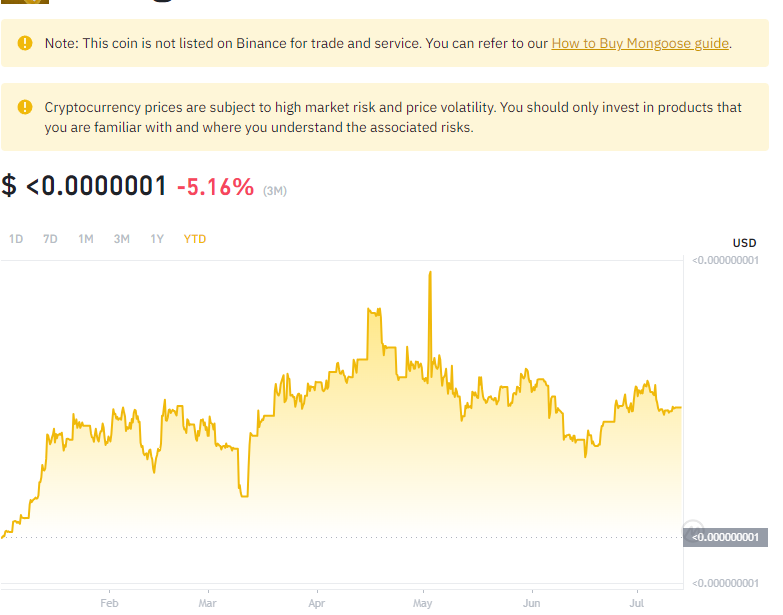 Note: This coin is not listed on Binance for trade and service. You can refer to our How to Buy Mongoose guide.
Cryptocurrency prices are subject to high market risk and price volatility. You should only invest in products that
you are familiar with and where you understand the associated risks.
$ <0.0000001 -5.16% (3M)
1D 7D 1M 3M 1Y YTD
USD
<0.000000001
<0.000000001
<0.000000001
Feb Mar Apr May Jun Jul